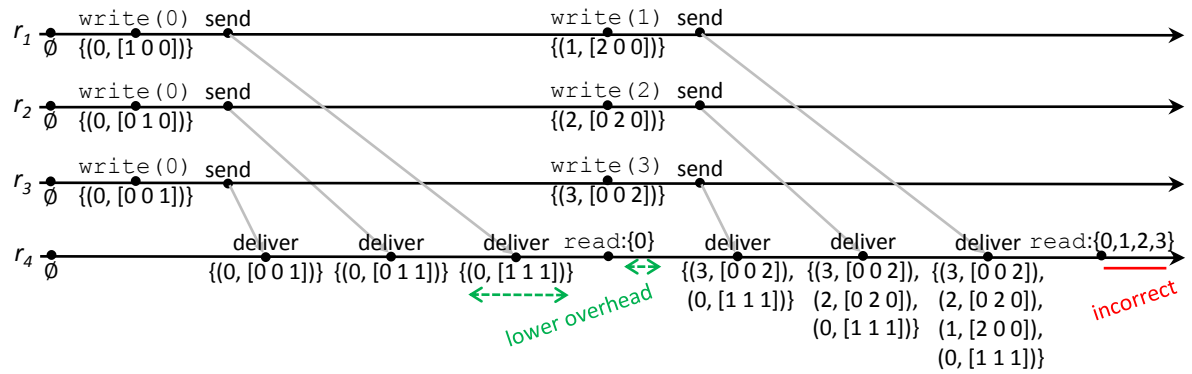 write(0) send write(1) send
r1
∅ {(0, [1 0 0])} {(1, [2 0 0])}
write(0) send write(2) send
r2
∅ {(0, [0 1 0])} {(2, [0 2 0])}
write(0) send write(3) send
r3
∅ {(0, [0 0 1])} {(3, [0 0 2])}
deliver deliver deliver read:{0} deliver deliver deliver read:{0,1,2,3}
r4
∅ {(0, [0 0 1])} {(0, [0 1 1])} {(0, [1 1 1])} {(3, [0 0 2]), {(3, [0 0 2]), {(3, [0 0 2]),
(0, [1 1 1])} (2, [0 2 0]), (2, [0 2 0]),
(0, [1 1 1])} (1, [2 0 0]),
(0, [1 1 1])}
lower overhead
incorrect